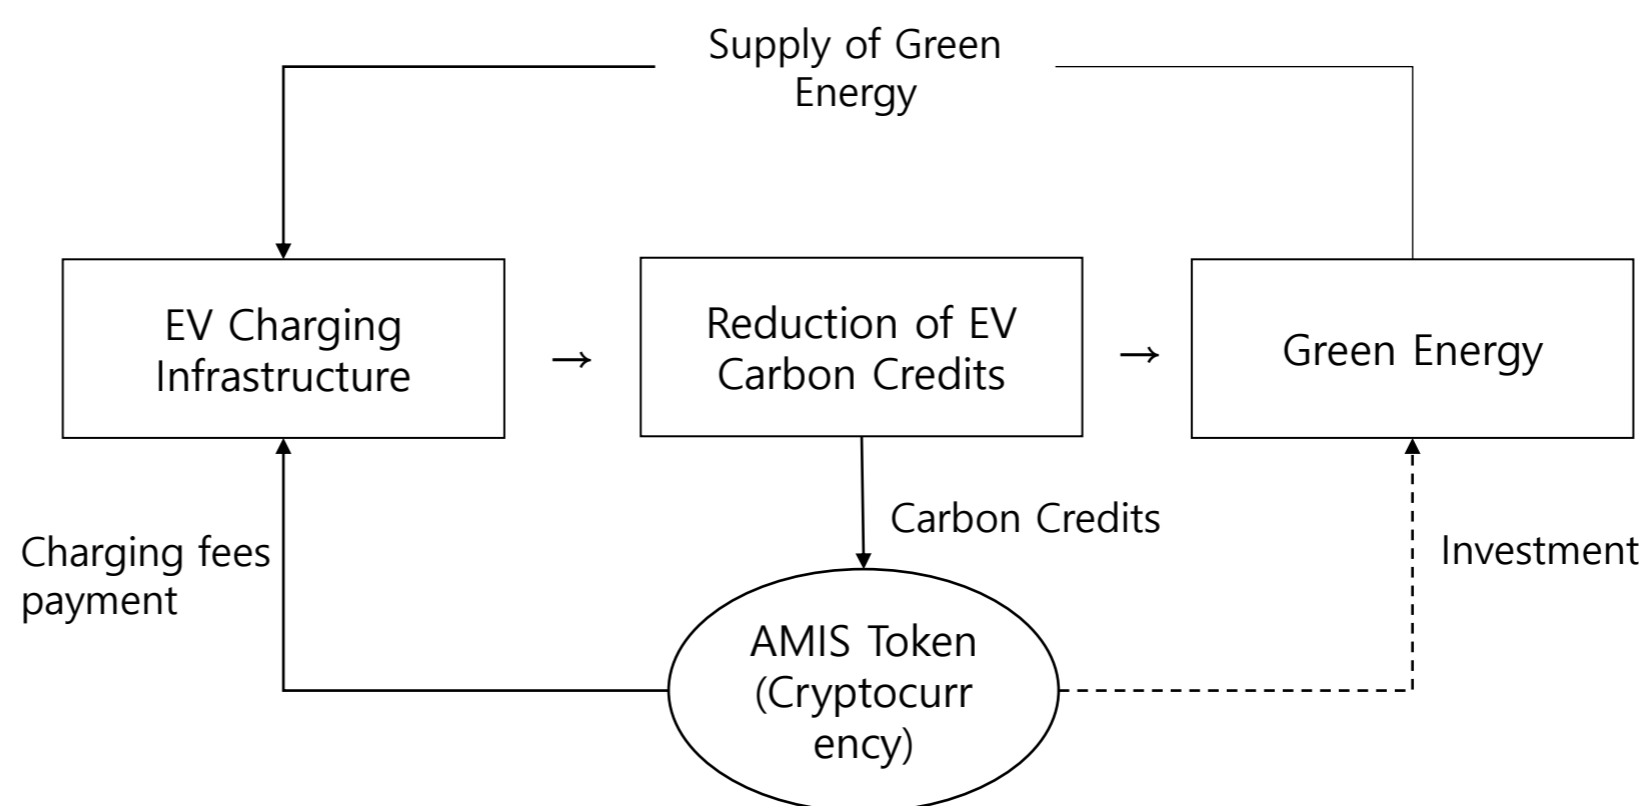 Supply of Green
Energy
EV Charging
Infrastructure
→
Reduction of EV
Carbon Credits
→
Green Energy
Charging fees
payment
Carbon Credits
Investment
AMIS Token
(Cryptocurr
ency)